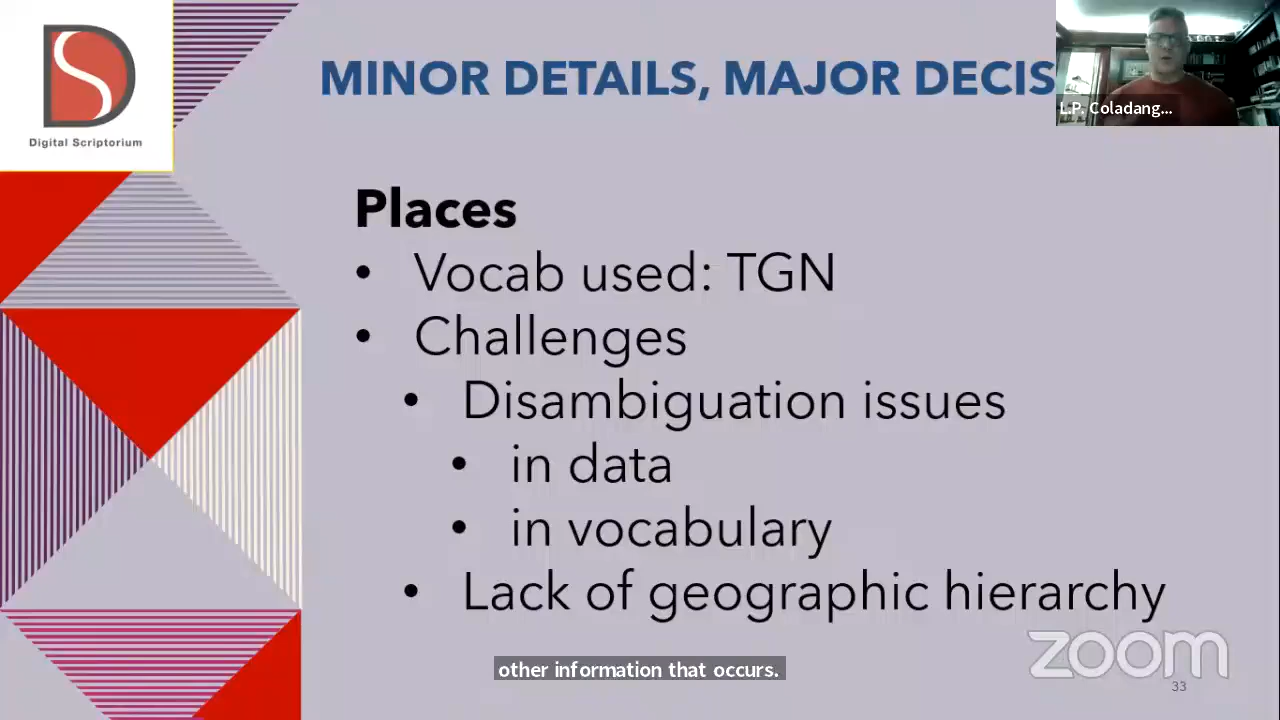 Digital Scriptorium
MINOR DETAILS, MAJOR DECIS
L.P. Coladang...
Places
• Vocab used: TGN
• Challenges
• Disambiguation issues
• in data
• in vocabulary
• Lack of geographic hierarchy
zoom
other information that occurs.
33